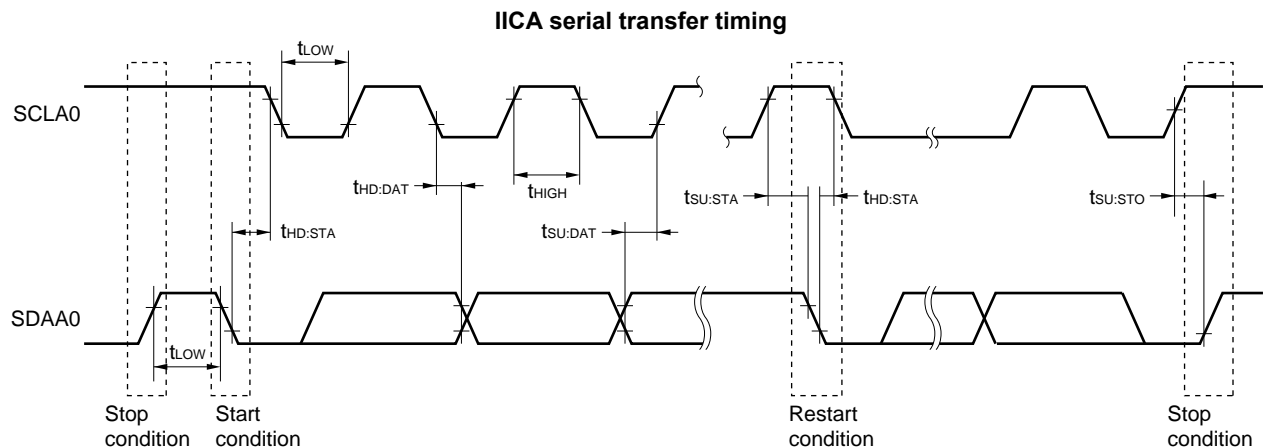 IICA serial transfer timing
tLOW
SCLA0
tHD:DAT
tHIGH
tSU:STA
tHD:STA
tSU:STO
tHD:STA
tSU:DAT
SDAA0
tLOW
Stop
condition
Start
condition
Restart
condition
Stop
condition